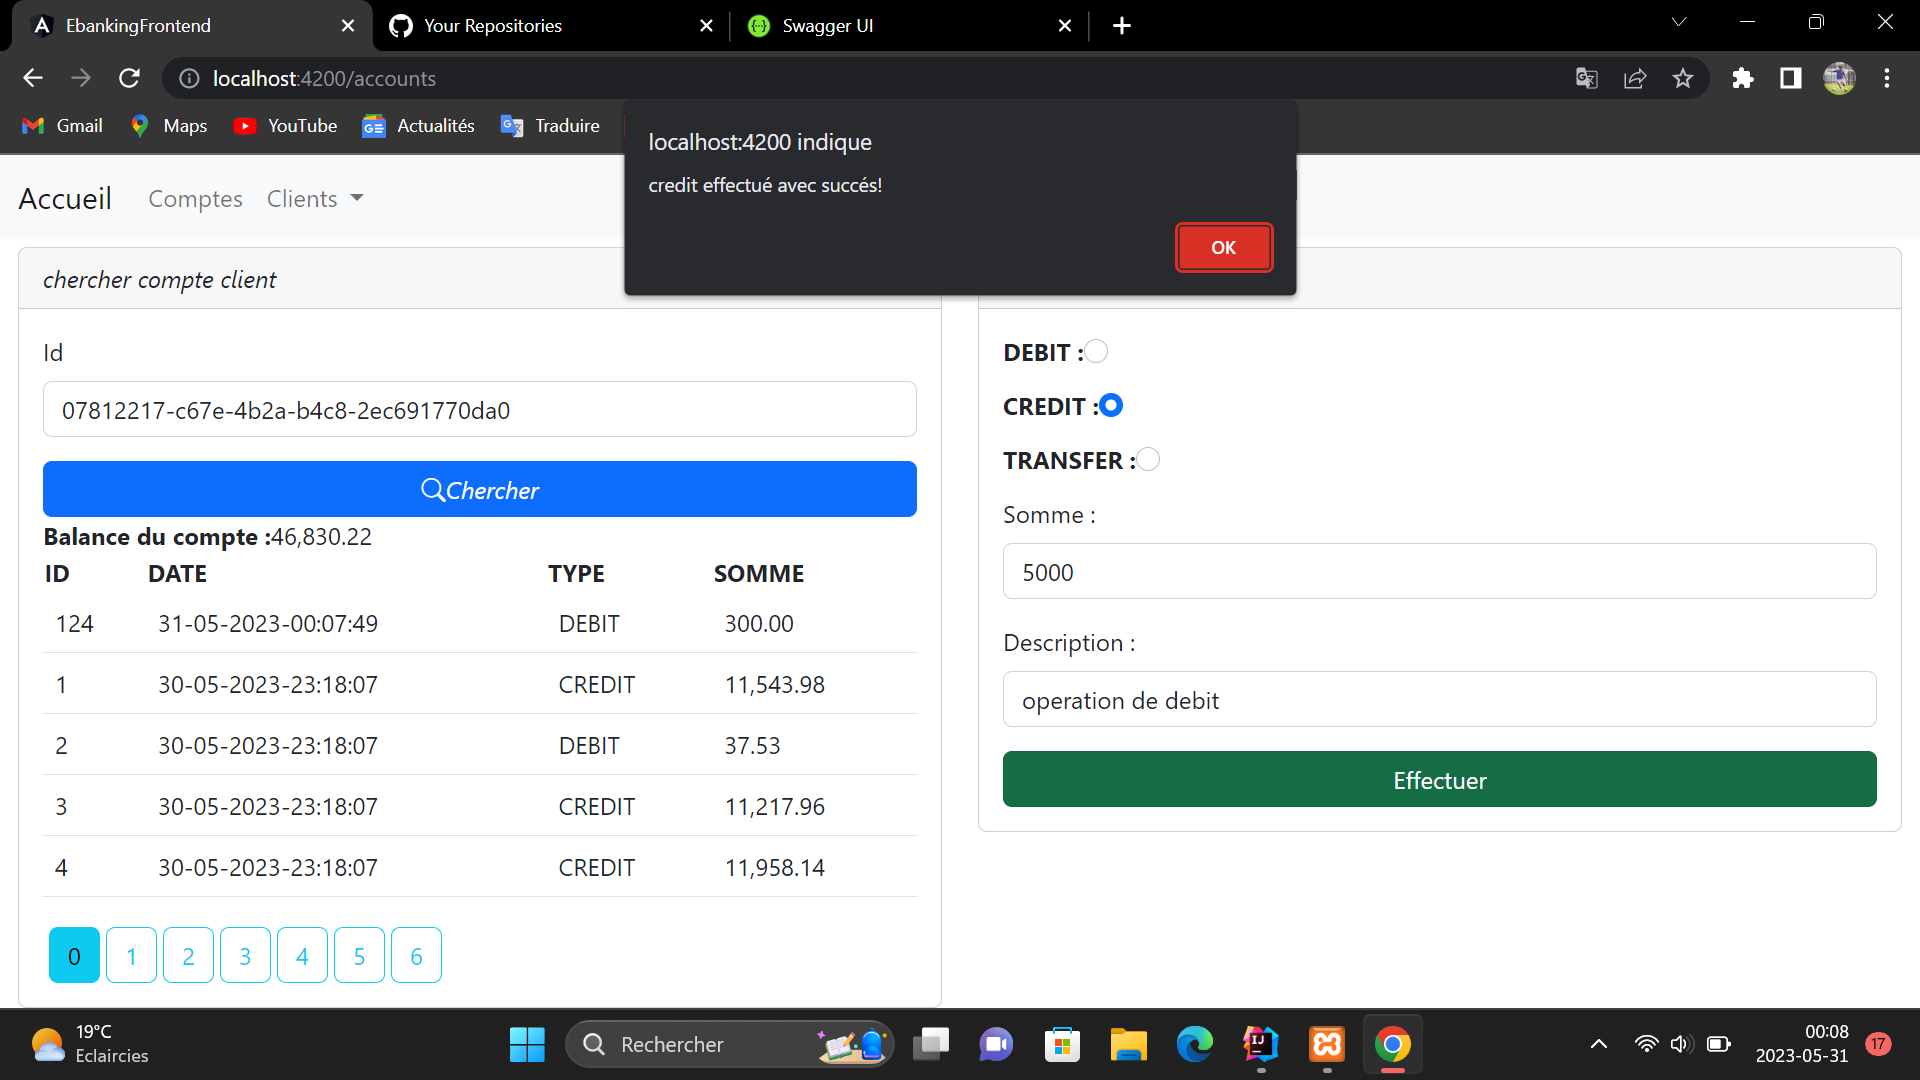 EbankingFrontend
Your Repositories
Swagger UI
localhost:4200/accounts
Gmail
Maps
YouTube
Actualités
Traduire
localhost:4200 indique
credit effectué avec succés!
OK
Accueil
Comptes
Clients
chercher compte client
Id
07812217-c67e-4b2a-b4c8-2ec691770da0
Chercher
Balance du compte :46,830.22
ID DATE TYPE SOMME
124 31-05-2023-00:07:49 DEBIT 300.00
1 30-05-2023-23:18:07 CREDIT 11,543.98
2 30-05-2023-23:18:07 DEBIT 37.53
3 30-05-2023-23:18:07 CREDIT 11,217.96
4 30-05-2023-23:18:07 CREDIT 11,958.14
0 1 2 3 4 5 6
DEBIT :
CREDIT :
TRANSFER :
Somme :
5000
Description :
operation de debit
Effectuer
19°C
Eclaircies
Rechercher
00:08
2023-05-31
17